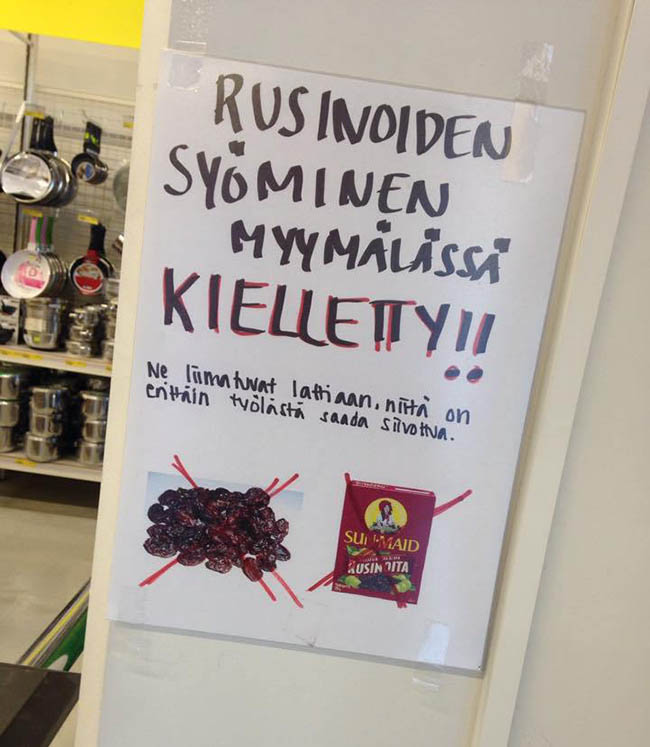 RUSINOIDEN
SYÖMINEN
MYYMÄLÄSSÄ
KIELLETTY!!
Ne liimatuvat lattiaan, niitä on
erittäin työlästä saada siivottua.
SUN-MAID
RUSINOITA